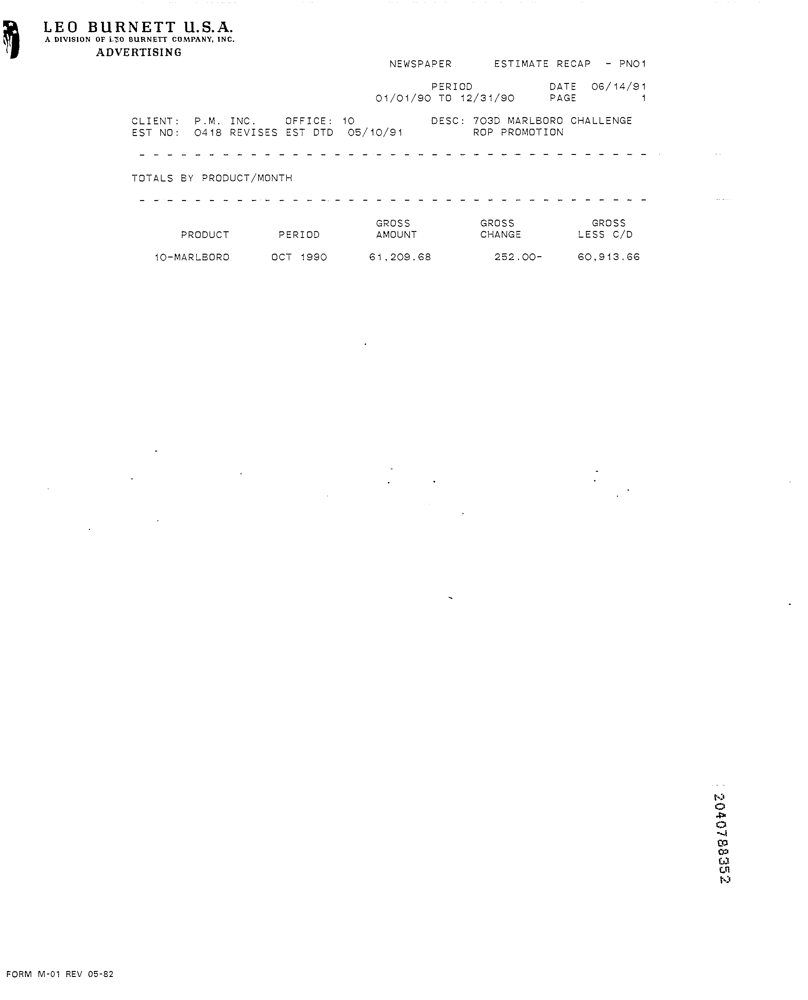 LEO BURNETT U.S.A.
A DIVISION OF LEO BURNETT COMPANY, INC.
ADVERTISING
NEWSPAPER ESTIMATE RECAP - PN01
PERIOD DATE 06/14/91
01/01/90 TO 12/31/90 PAGE 1
CLIENT: P.M. INC. OFFICE: 10 DESC: 703D MARLBORO CHALLENGE
EST NO: 0418 REVISES EST DTD 05/10/91 ROP PROMOTION
TOTALS BY PRODUCT/MONTH
GROSS GROSS GROSS
PRODUCT PERIOD AMOUNT CHANGE LESS C/D
10-MARLBORO OCT 1990 61,209.68 252.00- 60,913.66
2040788352
FORM M-01 REV 05-82